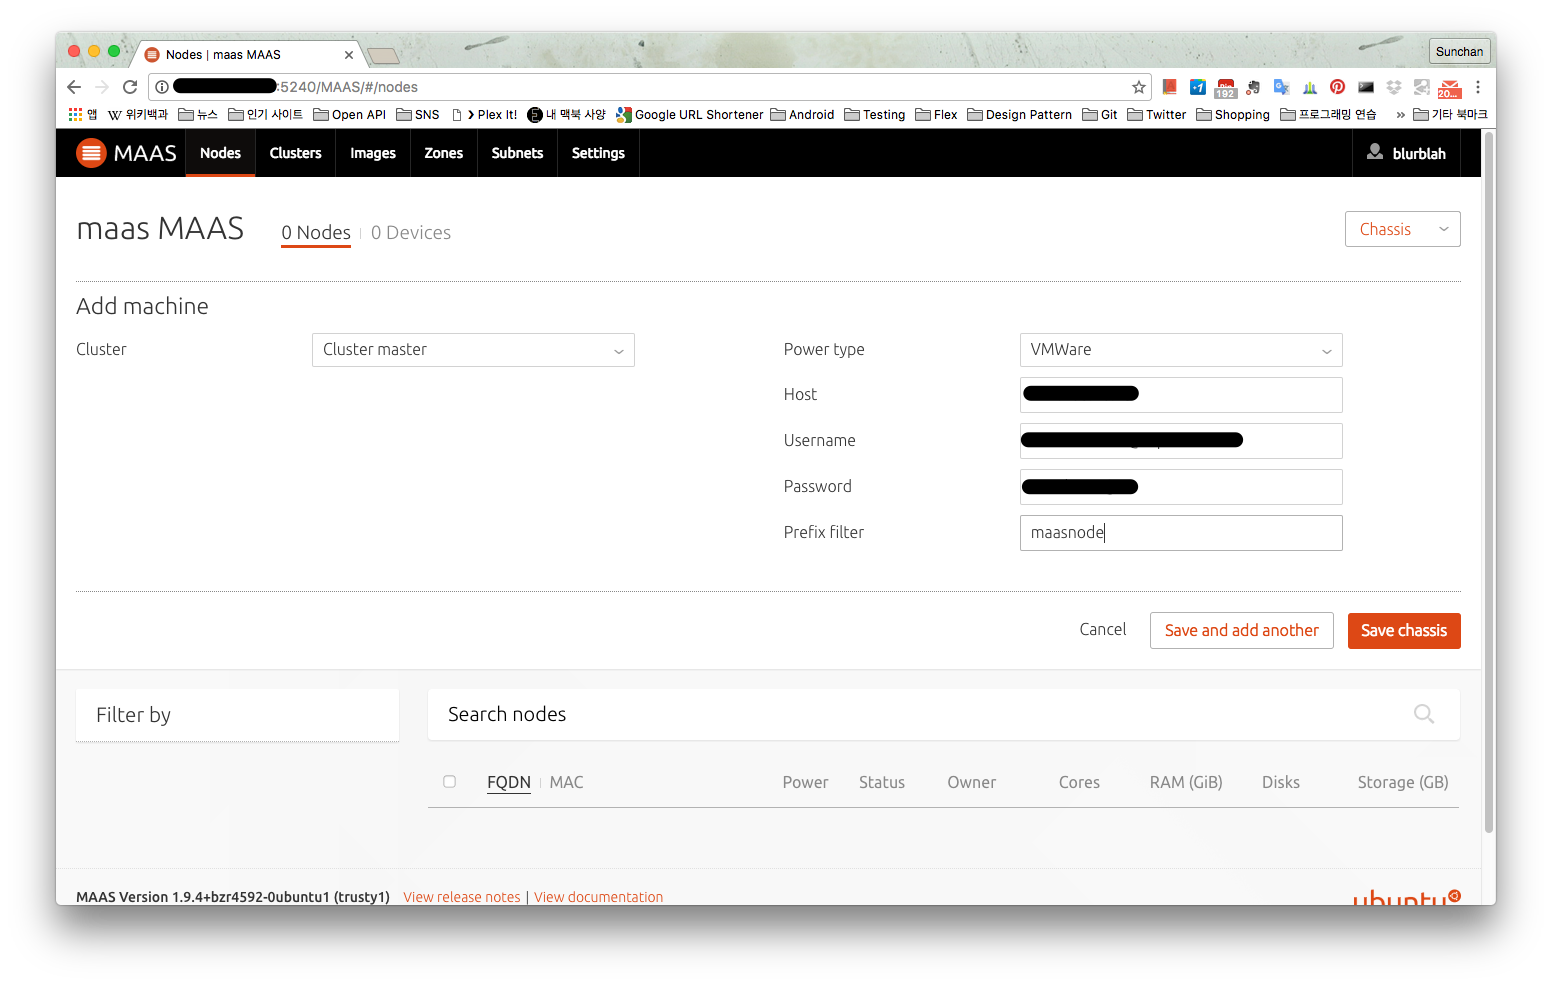 Nodes | maas MAAS
Sunchan
:5240/MAAS/#/nodes
192
20...
앱 위키백과 뉴스 인기 사이트 Open API SNS > Plex It! 내 맥북 사양 Google URL Shortener Android Testing Flex Design Pattern Git Twitter Shopping 프로그래밍 연습 » 기타 북마크
MAAS Nodes Clusters Images Zones Subnets Settings blurblah
maas MAAS 0 Nodes 0 Devices Chassis
Add machine
Cluster Cluster master Power type VMWare
Host
Username
Password
Prefix filter maasnode
Cancel Save and add another Save chassis
Filter by Search nodes
FQDN MAC Power Status Owner Cores RAM (GiB) Disks Storage (GB)
MAAS Version 1.9.4+bzr4592-0ubuntu1 (trusty1) View release notes | View documentation
ubuntu